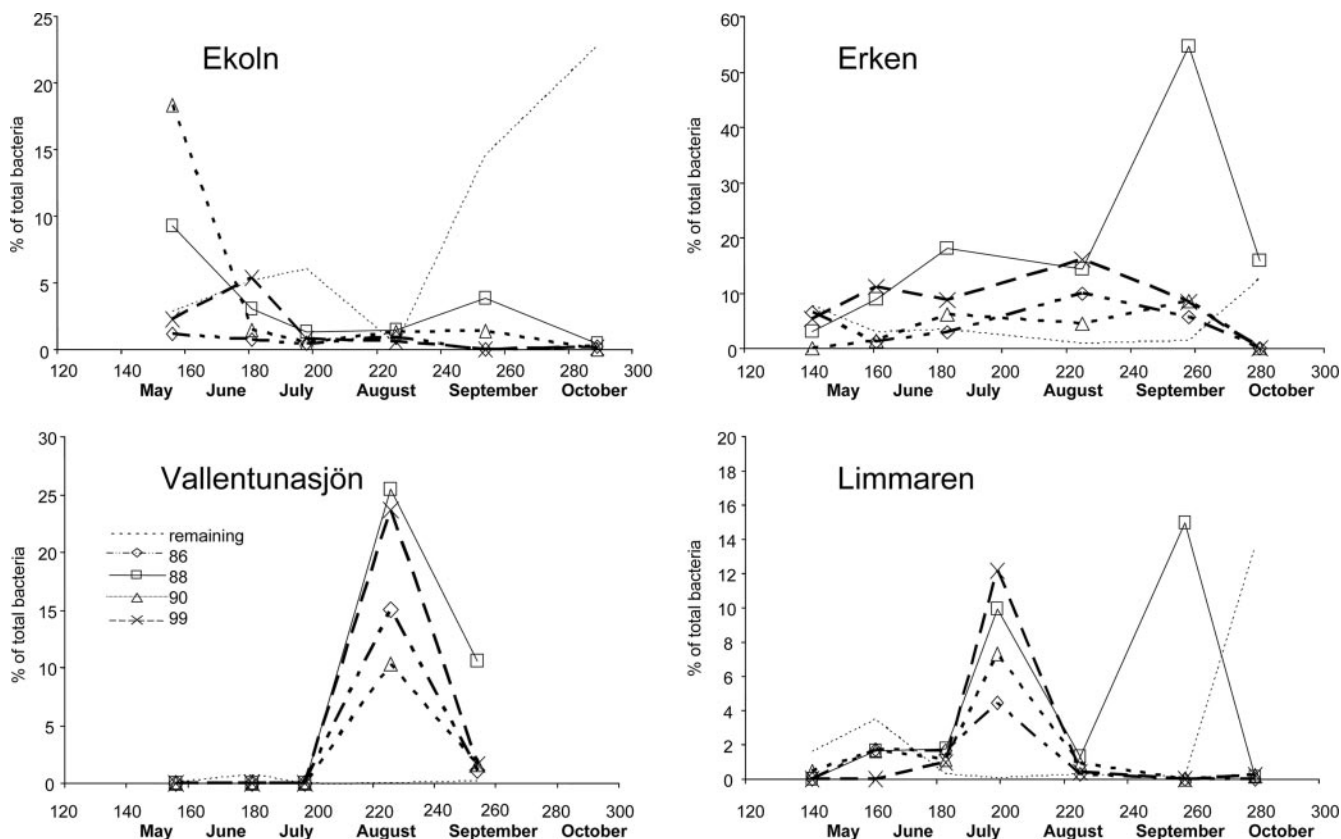 Ekoln
% of total bacteria
25
20
15
10
5
0
120 140 160 180 200 220 240 260 280 300
May June July August September October
Erken
% of total bacteria
60
50
40
30
20
10
0
120 140 160 180 200 220 240 260 280 300
May June July August September October
Vallentunasjön
% of total bacteria
30
25
20
15
10
5
0
remaining
86
88
90
99
120 140 160 180 200 220 240 260 280 300
May June July August September October
Limmaren
% of total bacteria
20
18
16
14
12
10
8
6
4
2
0
120 140 160 180 200 220 240 260 280 300
May June July August September October